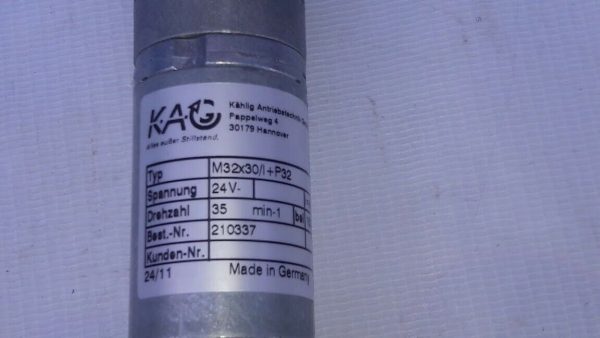 KAG
Alles außer Stillstand.
Kählig Antriebstechnik
Pappelweg 4
30179 Hannover
Typ M32x30/I+P32
Spannung 24V-
Drehzahl 35 min-1 bei
Best.-Nr. 210337
Kunden-Nr.
24/11 Made in Germany